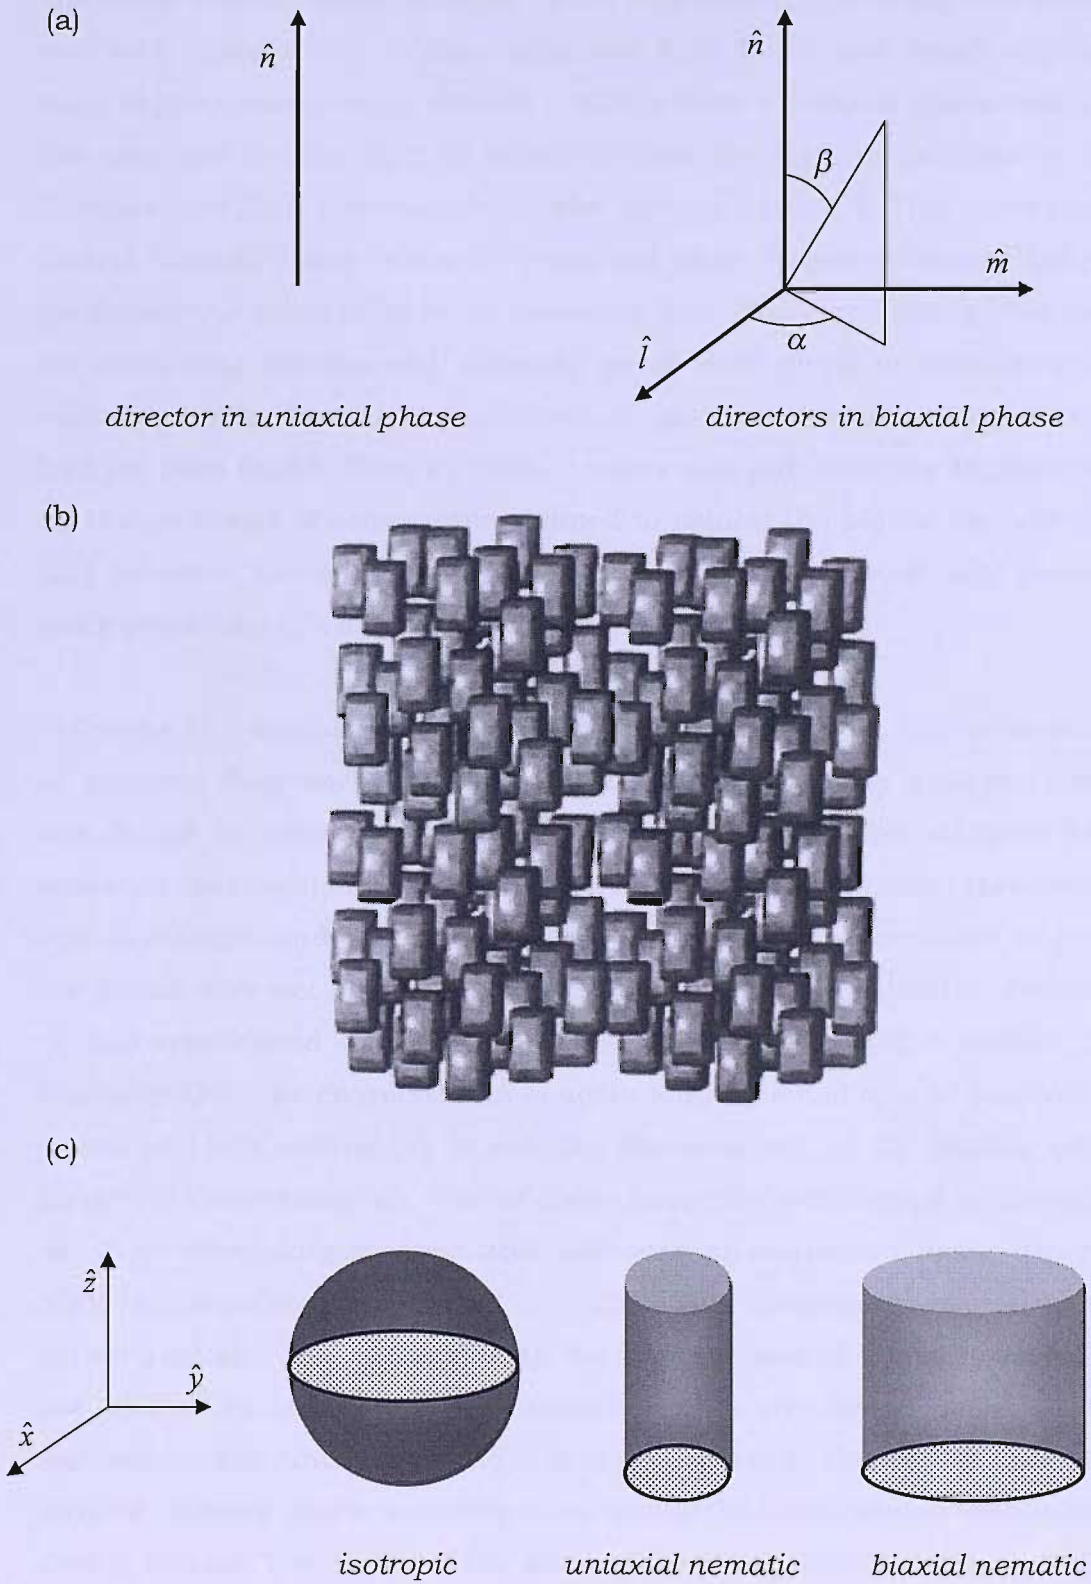 (a)
n̂
n̂
β
m̂
α
l̂
director in uniaxial phase
directors in biaxial phase
(b)
(c)
ẑ
ŷ
x̂
isotropic
uniaxial nematic
biaxial nematic